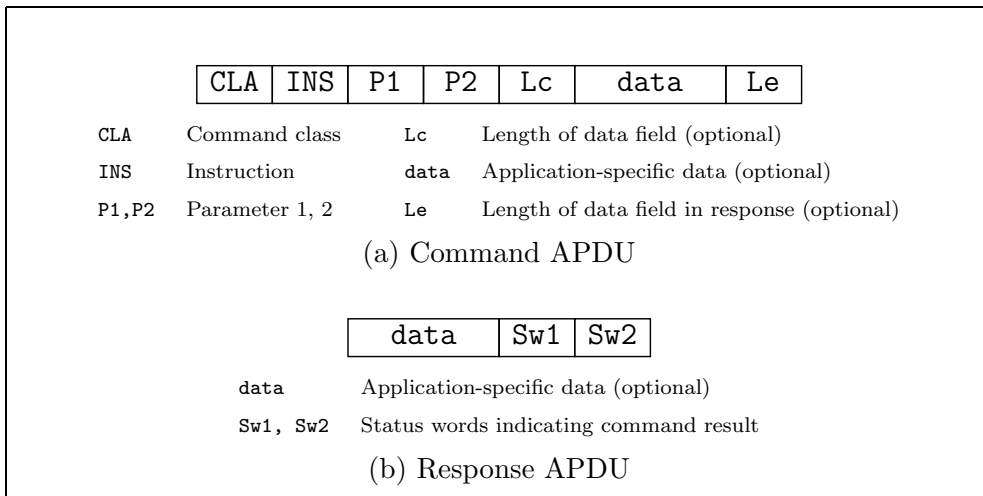 CLA INS P1 P2 Lc data Le
CLA Command class Lc Length of data field (optional)
INS Instruction data Application-specific data (optional)
P1,P2 Parameter 1, 2 Le Length of data field in response (optional)
(a) Command APDU
data Sw1 Sw2
data Application-specific data (optional)
Sw1, Sw2 Status words indicating command result
(b) Response APDU